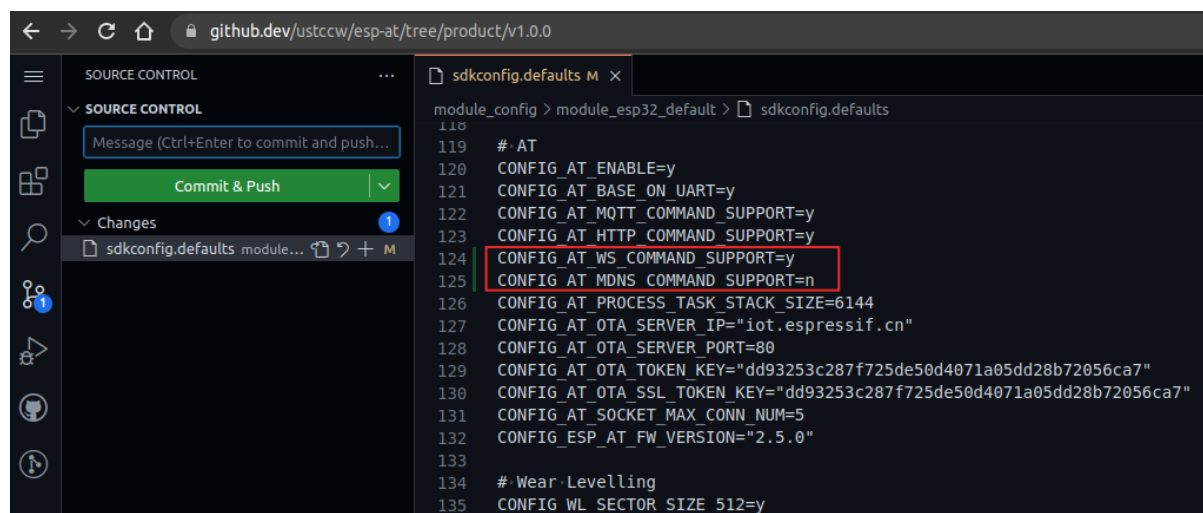 github.dev/ustccw/esp-at/tree/product/v1.0.0
SOURCE CONTROL
SOURCE CONTROL
Message (Ctrl+Enter to commit and push...
Commit & Push
Changes
1
sdkconfig.defaults module... M
1
sdkconfig.defaults M
module_config > module_esp32_default > sdkconfig.defaults
118
119 # AT
120 CONFIG_AT_ENABLE=y
121 CONFIG_AT_BASE_ON_UART=y
122 CONFIG_AT_MQTT_COMMAND_SUPPORT=y
123 CONFIG_AT_HTTP_COMMAND_SUPPORT=y
124 CONFIG_AT_WS_COMMAND_SUPPORT=y
125 CONFIG_AT_MDNS_COMMAND_SUPPORT=n
126 CONFIG_AT_PROCESS_TASK_STACK_SIZE=6144
127 CONFIG_AT_OTA_SERVER_IP="iot.espressif.cn"
128 CONFIG_AT_OTA_SERVER_PORT=80
129 CONFIG_AT_OTA_TOKEN_KEY="dd93253c287f725de50d4071a05dd28b72056ca7"
130 CONFIG_AT_OTA_SSL_TOKEN_KEY="dd93253c287f725de50d4071a05dd28b72056ca7"
131 CONFIG_AT_SOCKET_MAX_CONN_NUM=5
132 CONFIG_ESP_AT_FW_VERSION="2.5.0"
133
134 # Wear Levelling
135 CONFIG_WL_SECTOR_SIZE_512=y